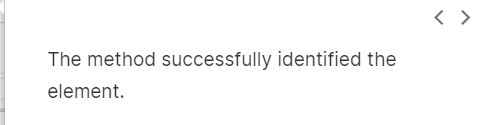 The method successfully identified the
element.